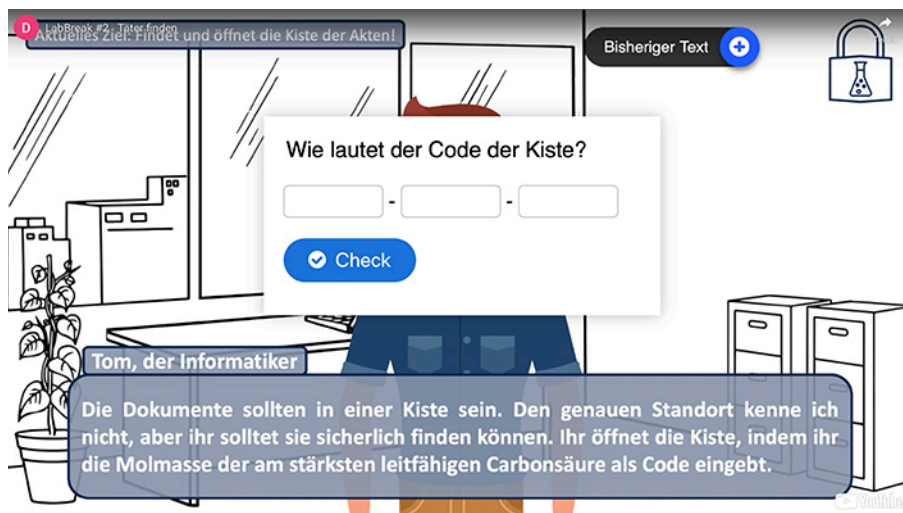 D LabBreak #2 - Täter finden
Aktuelles Ziel: Findet und öffnet die Kiste der Akten!
Bisheriger Text
Wie lautet der Code der Kiste?
- -
Check
Tom, der Informatiker
Die Dokumente sollten in einer Kiste sein. Den genauen Standort kenne ich
nicht, aber ihr solltet sie sicherlich finden können. Ihr öffnet die Kiste, indem ihr
die Molmasse der am stärksten leitfähigen Carbonsäure als Code eingebt.
YouTube